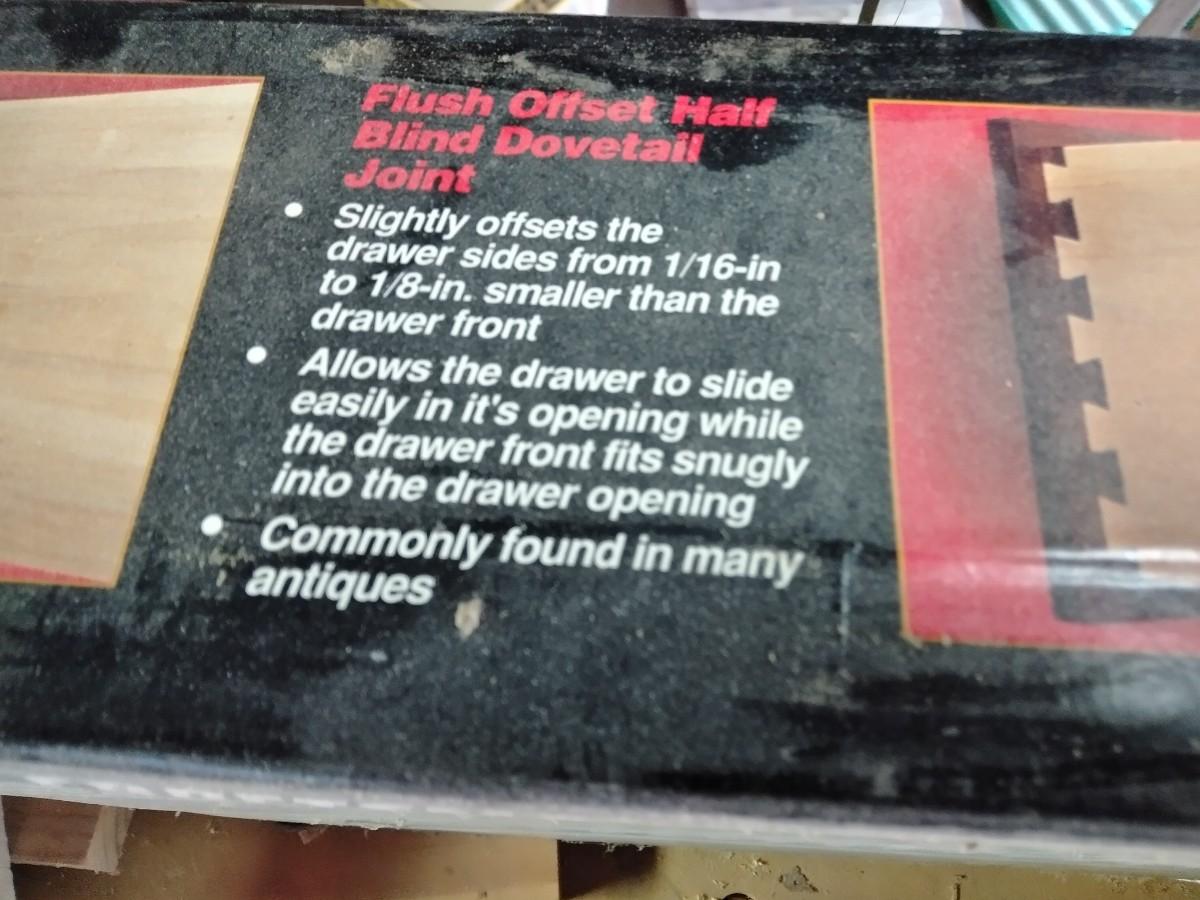 Flush Offset Half
Blind Dovetail
Joint
• Slightly offsets the
drawer sides from 1/16-in
to 1/8-in. smaller than the
drawer front
• Allows the drawer to slide
easily in it's opening while
the drawer front fits snugly
into the drawer opening
• Commonly found in many
antiques